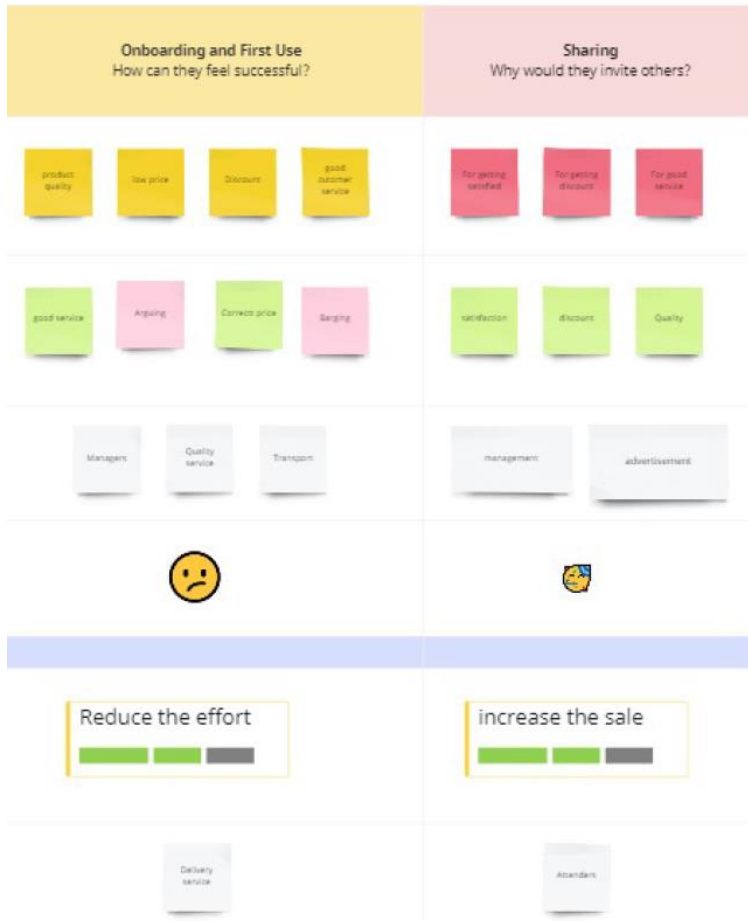 Onboarding and First Use
How can they feel successful?
Sharing
Why would they invite others?
product
quality
low price
Discount
good
customer
service
For getting
satisfied
For getting
discount
For good
service
good service
Arguing
Correct price
Barging
satisfaction
discount
Quality
Managers
Quality
service
Transport
management
advertisement
Reduce the effort
increase the sale
Delivery
service
Attenders